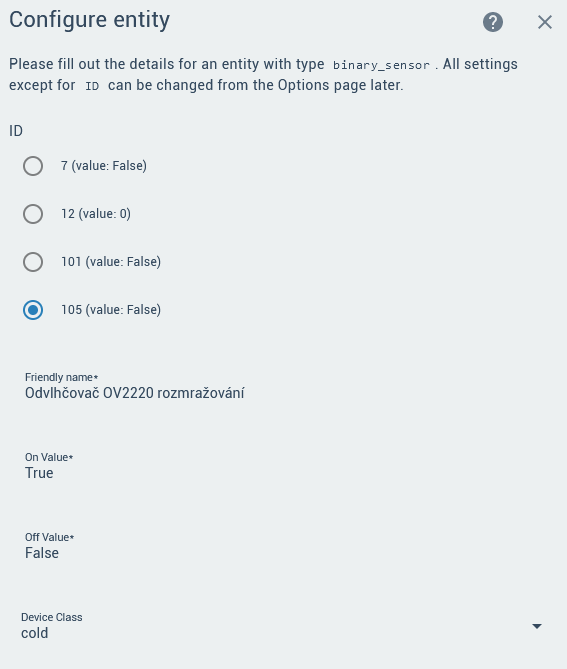 Configure entity
Please fill out the details for an entity with type binary_sensor. All settings
except for ID can be changed from the Options page later.
ID
7 (value: False)
12 (value: 0)
101 (value: False)
105 (value: False)
Friendly name*
Odvlhčovač OV2220 rozmražování
On Value*
True
Off Value*
False
Device Class
cold